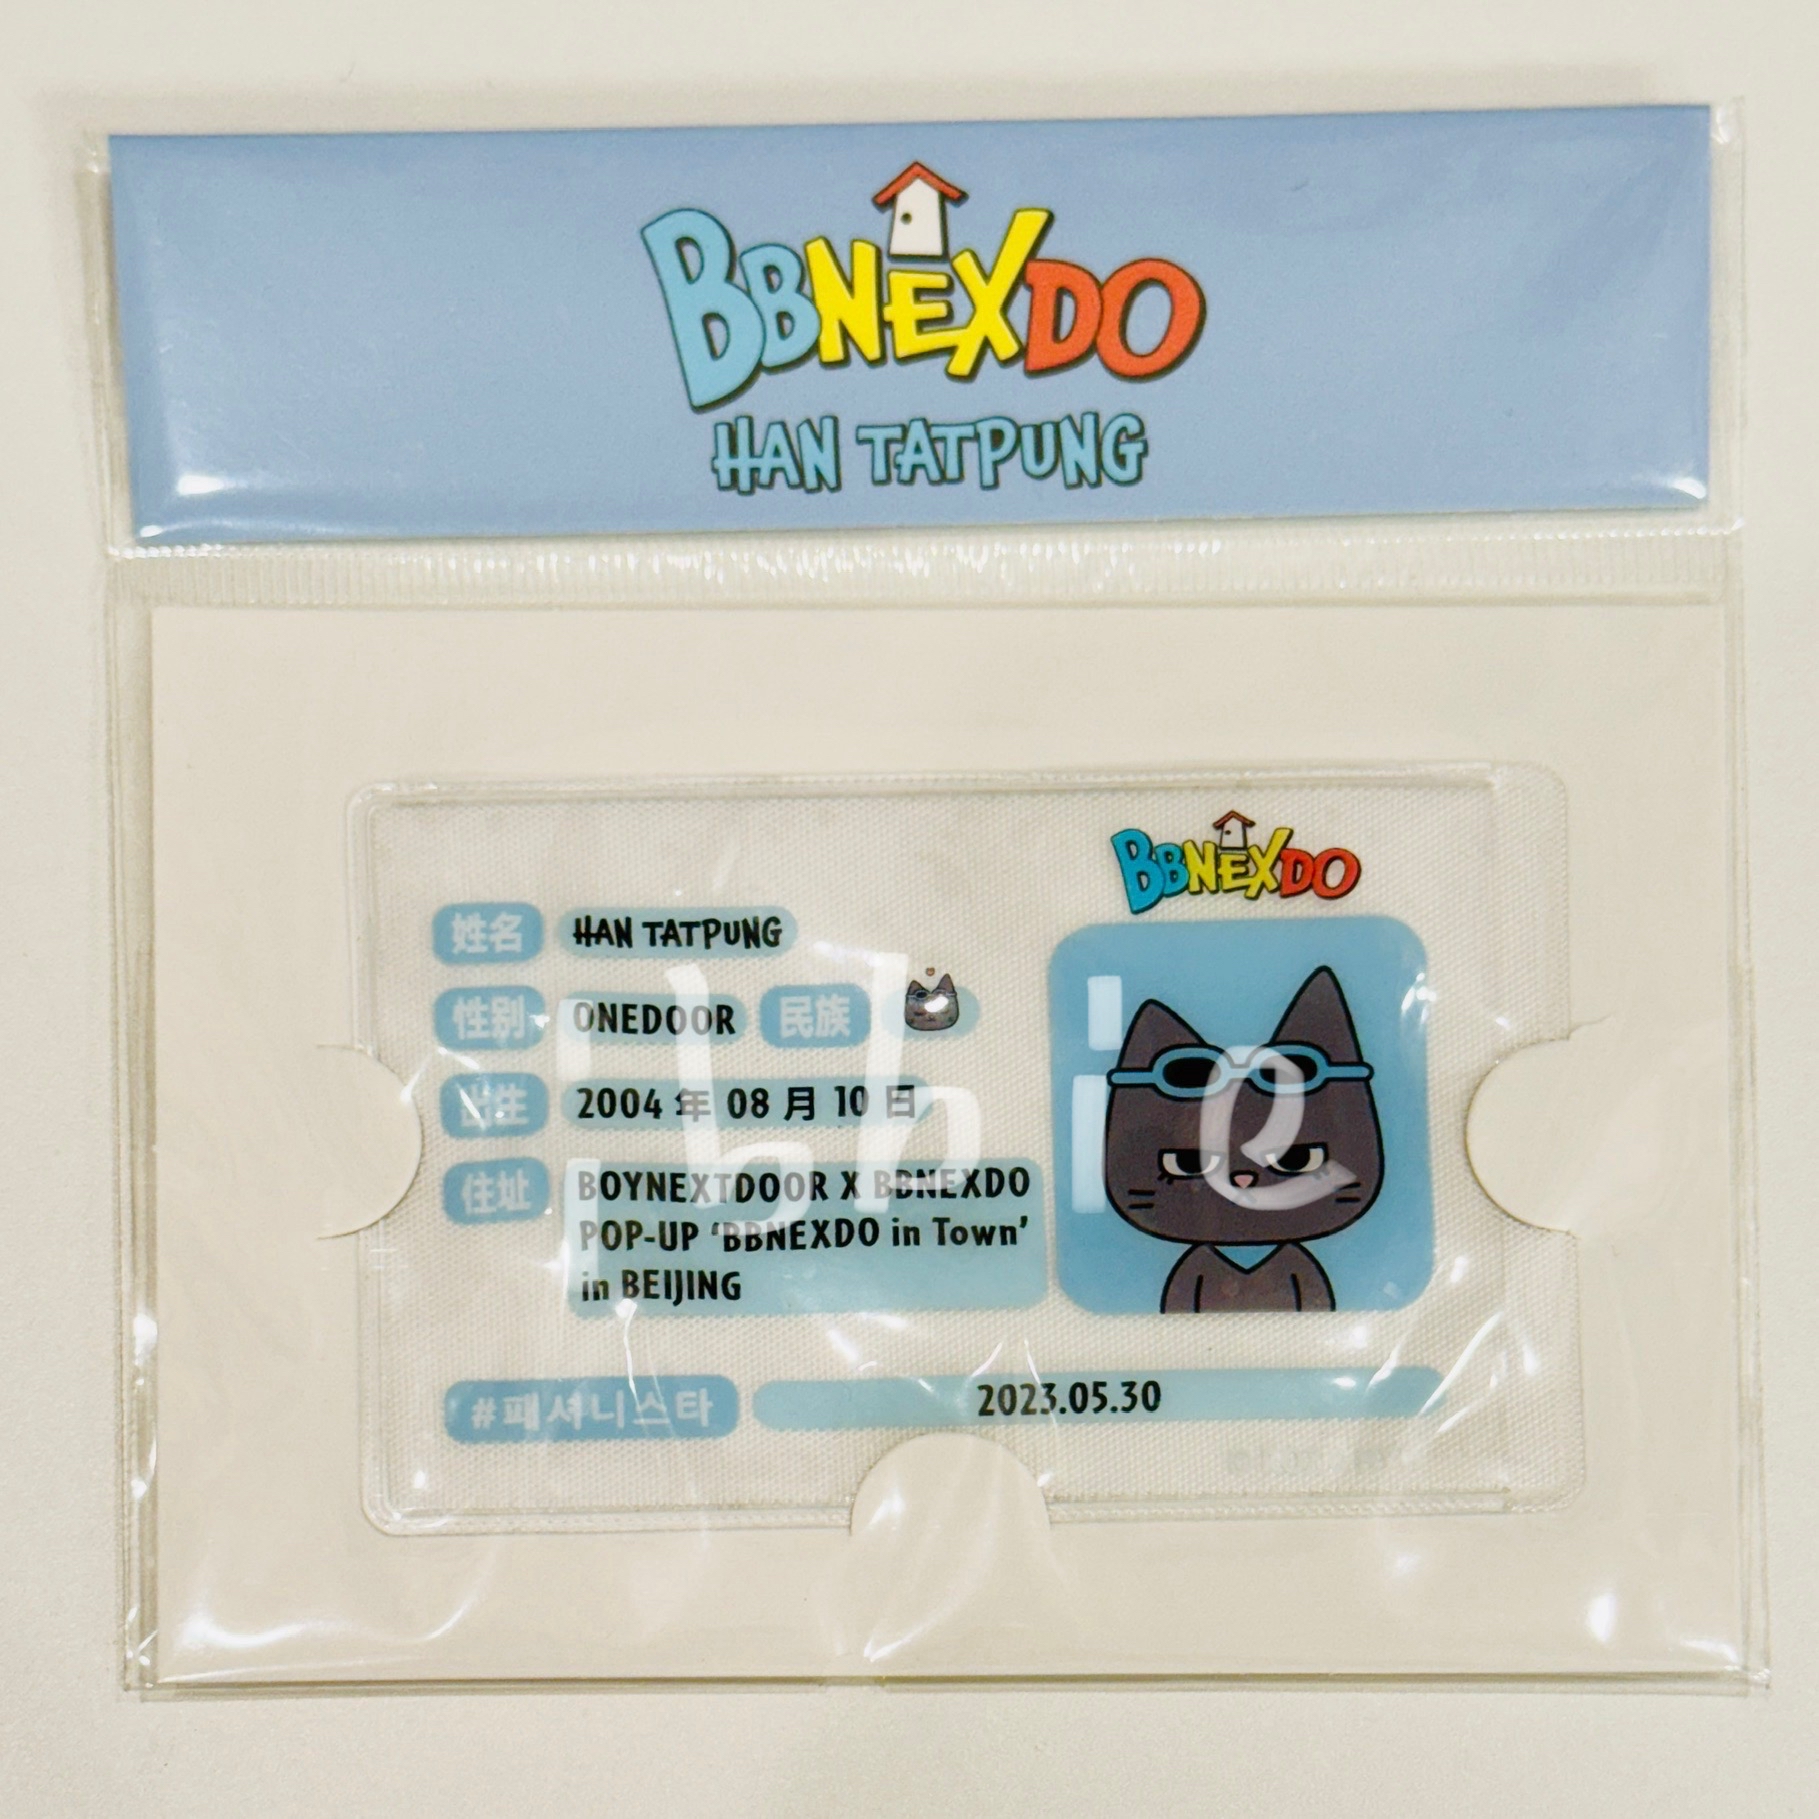 BBNEXDO
HAN TATPUNG
BBNEXDO
姓名 HAN TATPUNG
性别 ONEDOOR 民族
出生 2004 年 08 月 10 日
住址 BOYNEXTDOOR X BBNEXDO
POP-UP ‘BBNEXDO in Town’
in BEIJING
#패셔니스타 2023.05.30